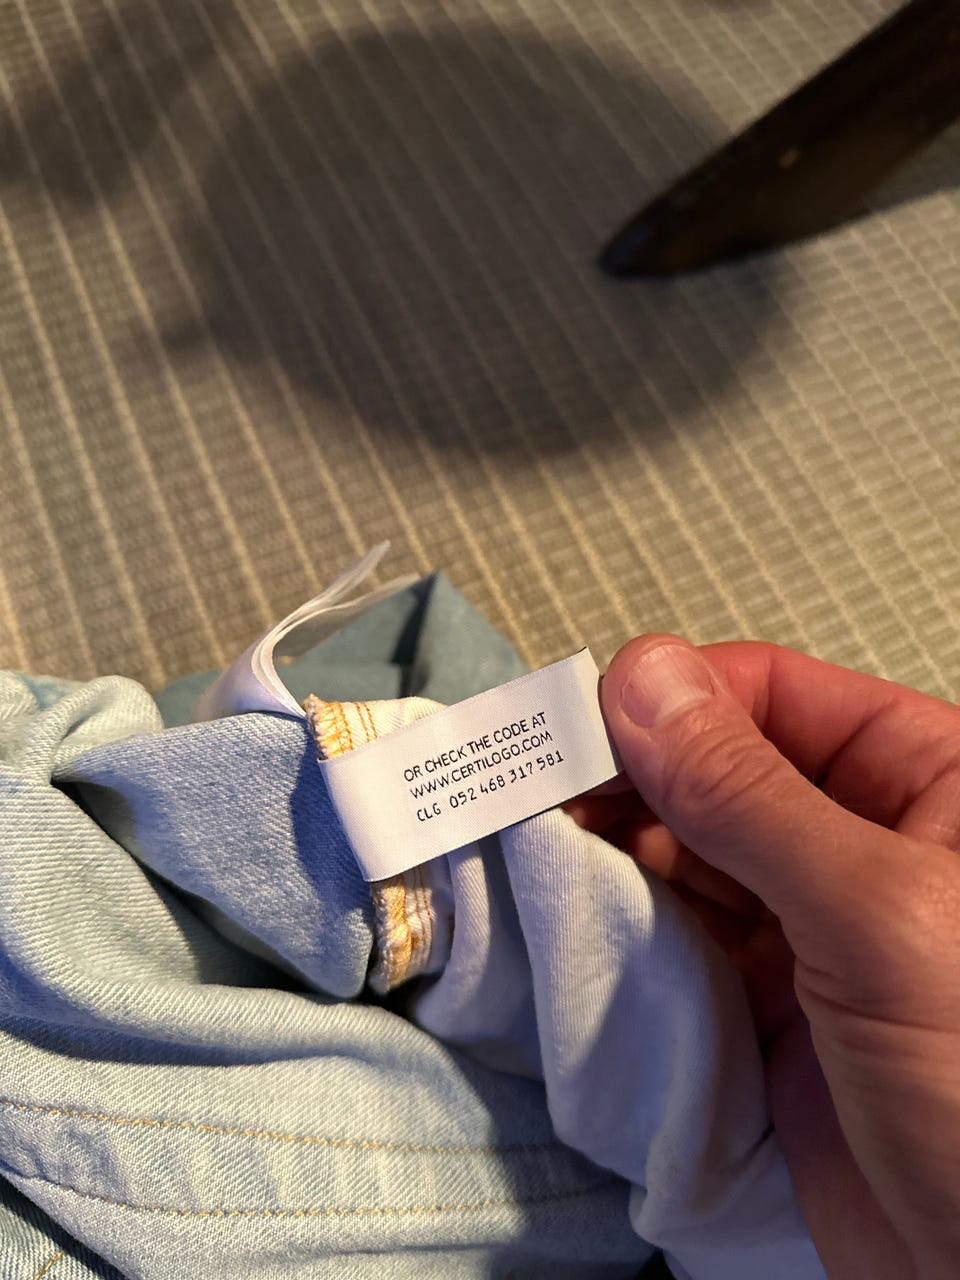 OR CHECK THE CODE AT
WWW.CERTILOGO.COM
CLG 052 468 317 581